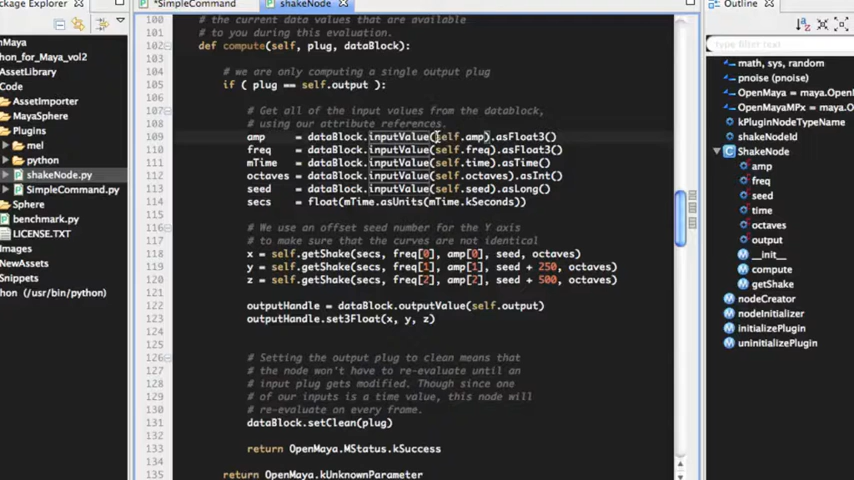 ackage Explorer
*SimpleCommand
shakeNode
Outline
nMaya
hon_for_Maya_vol2
AssetLibrary
Code
AssetImporter
MayaSphere
Plugins
mel
python
shakeNode.py
SimpleCommand.py
Sphere
benchmark.py
LICENSE.TXT
Images
NewAssets
Snippets
hon (/usr/bin/python)
100 # the current data values that are available
101 # to you during this evaluation.
102 def compute(self, plug, dataBlock):
103
104 # we are only computing a single output plug
105 if ( plug == self.output ):
106
107 # Get all of the input values from the datablock,
108 # using our attribute references.
109 amp = dataBlock.inputValue(self.amp).asFloat3()
110 freq = dataBlock.inputValue(self.freq).asFloat3()
111 mTime = dataBlock.inputValue(self.time).asTime()
112 octaves = dataBlock.inputValue(self.octaves).asInt()
113 seed = dataBlock.inputValue(self.seed).asLong()
114 secs = float(mTime.asUnits(mTime.kSeconds))
115
116 # We use an offset seed number for the Y axis
117 # to make sure that the curves are not identical
118 x = self.getShake(secs, freq[0], amp[0], seed, octaves)
119 y = self.getShake(secs, freq[1], amp[1], seed + 250, octaves)
120 z = self.getShake(secs, freq[2], amp[2], seed + 500, octaves)
121
122 outputHandle = dataBlock.outputValue(self.output)
123 outputHandle.set3Float(x, y, z)
124
125
126 # Setting the output plug to clean means that
127 # the node won't have to re-evaluate until an
128 # input plug gets modified. Though since one
129 # of our inputs is a time value, this node will
130 # re-evaluate on every frame.
131 dataBlock.setClean(plug)
132
133 return OpenMaya.MStatus.kSuccess
134
135 return OpenMaya.kUnknownParameter
type filter text
math, sys, random
pnoise (pnoise)
OpenMaya (OpenMaya
OpenMayaMPx (Open
kPluginNodeTypeName
shakeNodeId
ShakeNode
amp
freq
seed
time
octaves
output
__init__
compute
getShake
nodeCreator
nodeInitializer
initializePlugin
uninitializePlugin